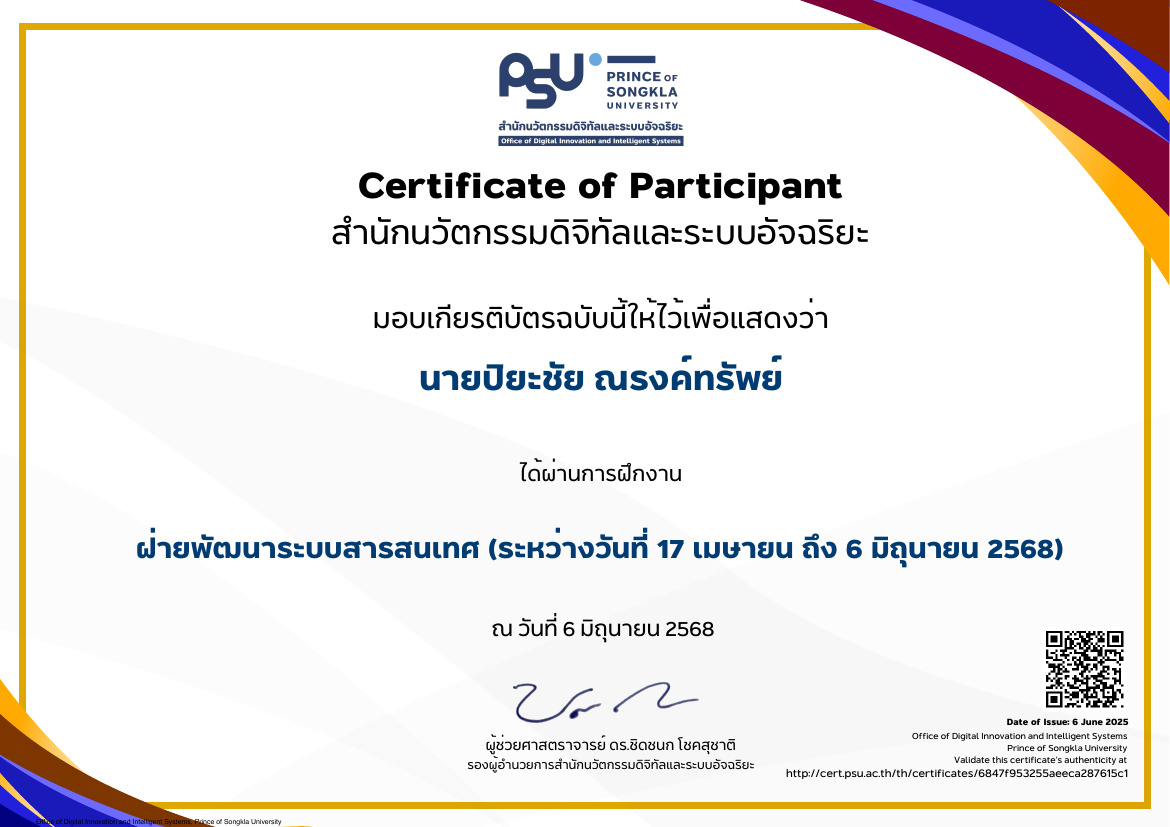 PSU PRINCE OF
SONGKLA
UNIVERSITY
สำนักนวัตกรรมดิจิทัลและระบบอัจฉริยะ
Office of Digital Innovation and Intelligent Systems
Certificate of Participant
สำนักนวัตกรรมดิจิทัลและระบบอัจฉริยะ
มอบเกียรติบัตรฉบับนี้ให้ไว้เพื่อแสดงว่า
นายปิยะชัย ณรงค์ทรัพย์
ได้ผ่านการฝึกงาน
ฝ่ายพัฒนาระบบสารสนเทศ (ระหว่างวันที่ 17 เมษายน ถึง 6 มิถุนายน 2568)
ณ วันที่ 6 มิถุนายน 2568
ผู้ช่วยศาสตราจารย์ ดร.ชิดชนก โชคสุชาติ
รองผู้อำนวยการสำนักนวัตกรรมดิจิทัลและระบบอัจฉริยะ
Date of Issue: 6 June 2025
Office of Digital Innovation and Intelligent Systems
Prince of Songkla University
Validate this certificate's authenticity at
http://cert.psu.ac.th/th/certificates/6847f953255aeeca287615c1
Office of Digital Innovation and Intelligent Systems, Prince of Songkla University